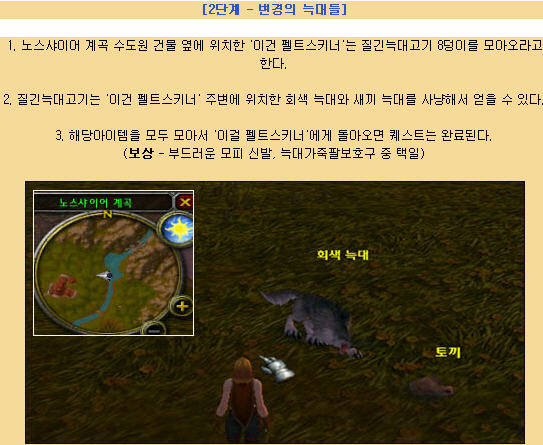 [2단계 - 변경의 늑대들]
1. 노스샤이어 계곡 수도원 건물 옆에 위치한 '이건 펠트스키너'는 질긴늑대고기 8덩이를 모아오라고
한다.
2. 질긴늑대고기는 '이건 펠트스키너' 주변에 위치한 회색 늑대와 새끼 늑대를 사냥해서 얻을 수 있다.
3. 해당아이템을 모두 모아서 '이걸 펠트스키너'에게 돌아오면 퀘스트는 완료된다.
(보상 - 부드러운 모피 신발, 늑대가죽팔보호구 중 택일)
노스샤이어 계곡
N
회색 늑대
토끼